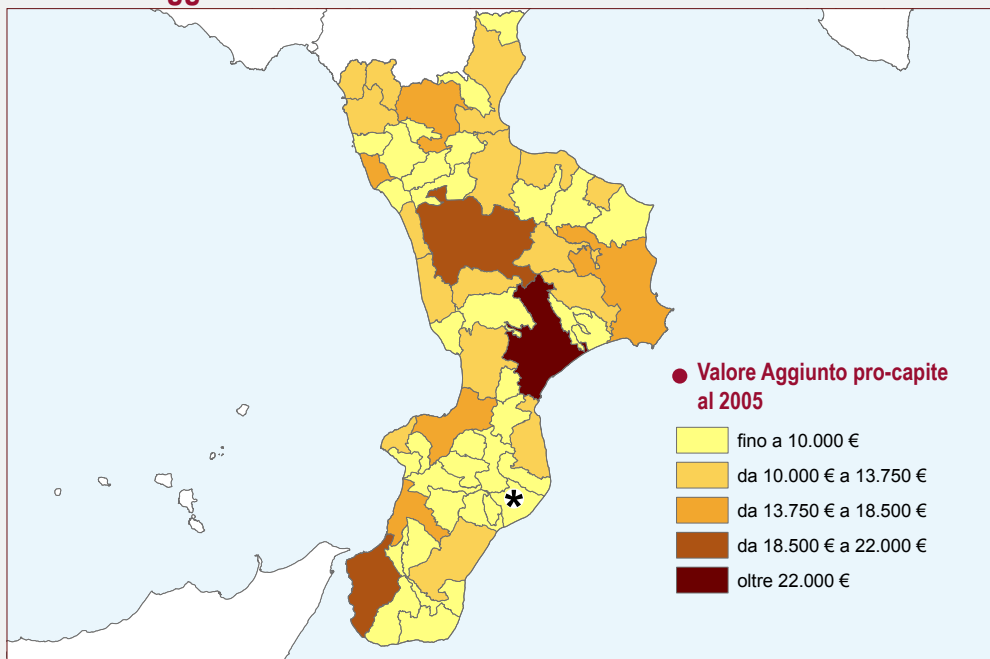 Valore Aggiunto pro-capite
al 2005
fino a 10.000 €
da 10.000 € a 13.750 €
da 13.750 € a 18.500 €
da 18.500 € a 22.000 €
oltre 22.000 €
*